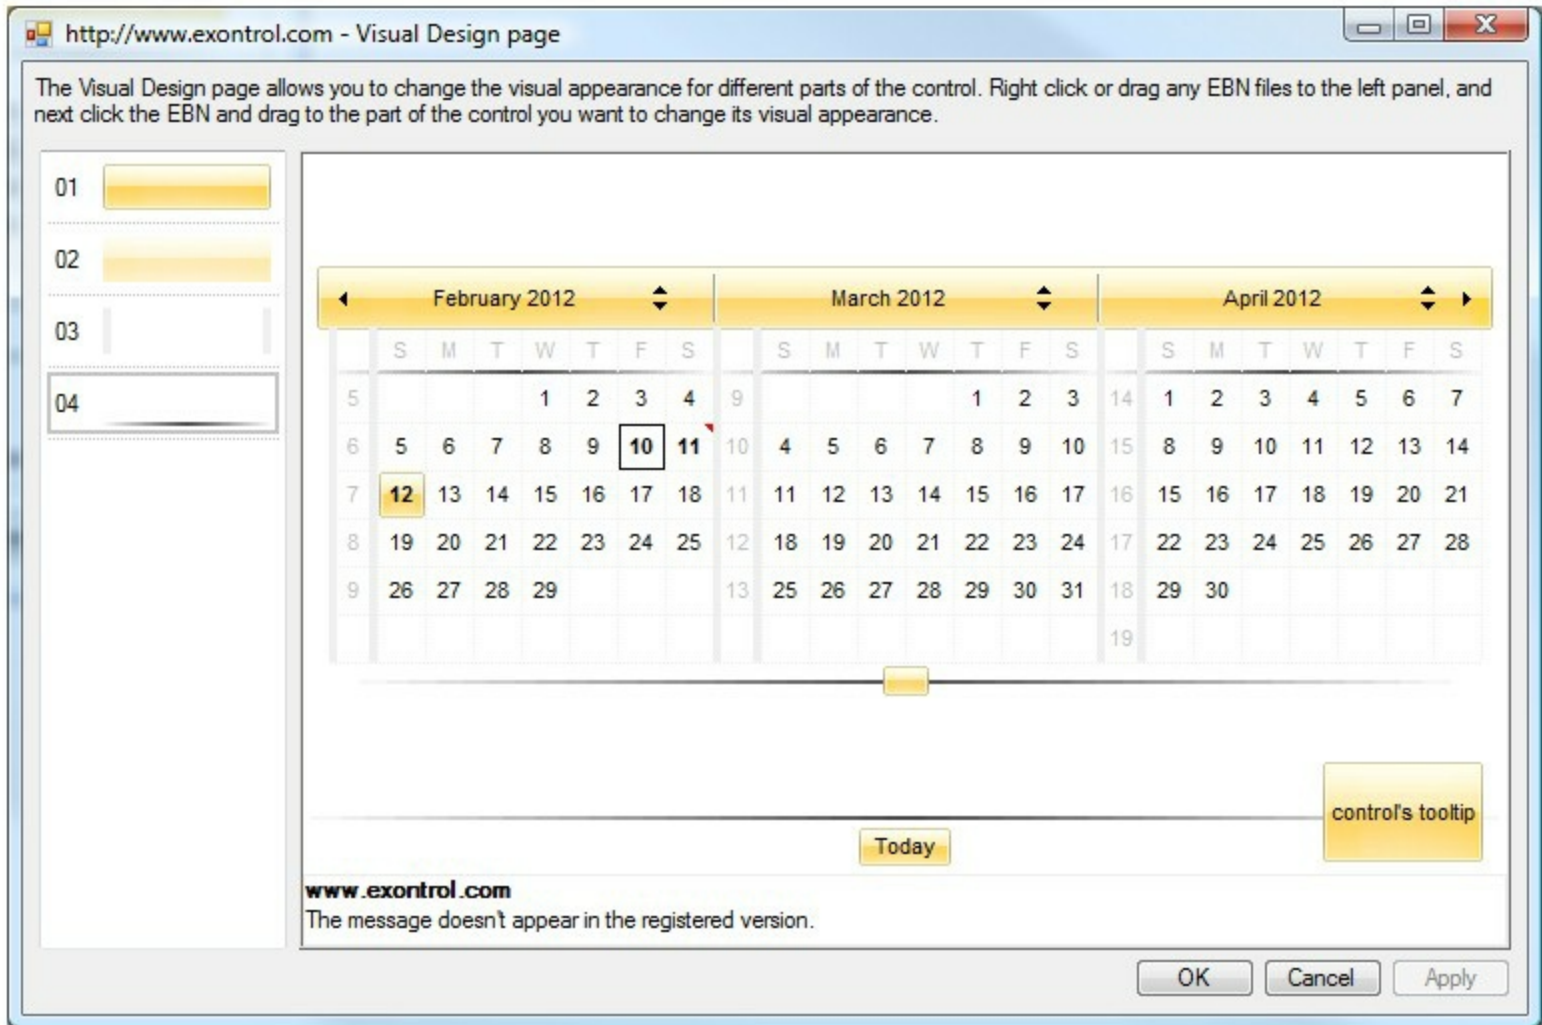 http://www.exontrol.com - Visual Design page
The Visual Design page allows you to change the visual appearance for different parts of the control. Right click or drag any EBN files to the left panel, and
next click the EBN and drag to the part of the control you want to change its visual appearance.
01
02
03
04
February 2012
S M T W T F S
5 1 2 3 4
6 5 6 7 8 9 10 11
7 12 13 14 15 16 17 18
8 19 20 21 22 23 24 25
9 26 27 28 29
March 2012
S M T W T F S
9 1 2 3
10 4 5 6 7 8 9 10
11 11 12 13 14 15 16 17
12 18 19 20 21 22 23 24
13 25 26 27 28 29 30 31
April 2012
S M T W T F S
14 1 2 3 4 5 6 7
15 8 9 10 11 12 13 14
16 15 16 17 18 19 20 21
17 22 23 24 25 26 27 28
18 29 30
19
control's tooltip
Today
www.exontrol.com
The message doesn't appear in the registered version.
OK Cancel Apply